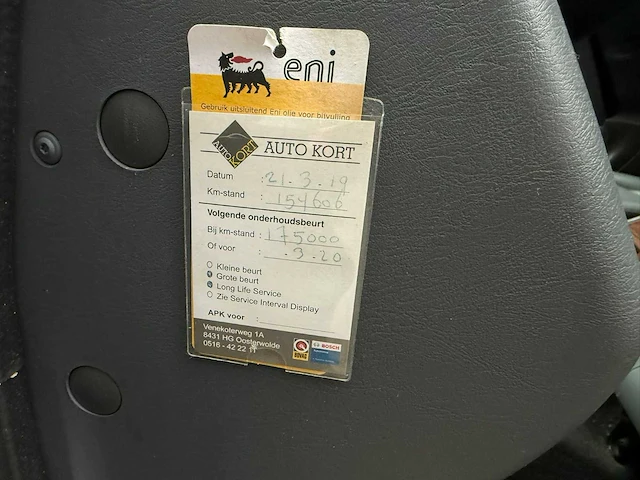 eni
Gebruik uitsluitend Eni olie voor bijvulling
AUTO KORT
AUTO KORT
Datum : 21.3.19
Km-stand : 154606
Volgende onderhoudsbeurt
Bij km-stand : 175000
Of voor : .3.20
Kleine beurt
Grote beurt
Long Life Service
Zie Service Interval Display
APK voor :
Venekoterweg 1A
8431 HG Oosterwolde
0516 - 42 22 11
BOVAG
BOSCH